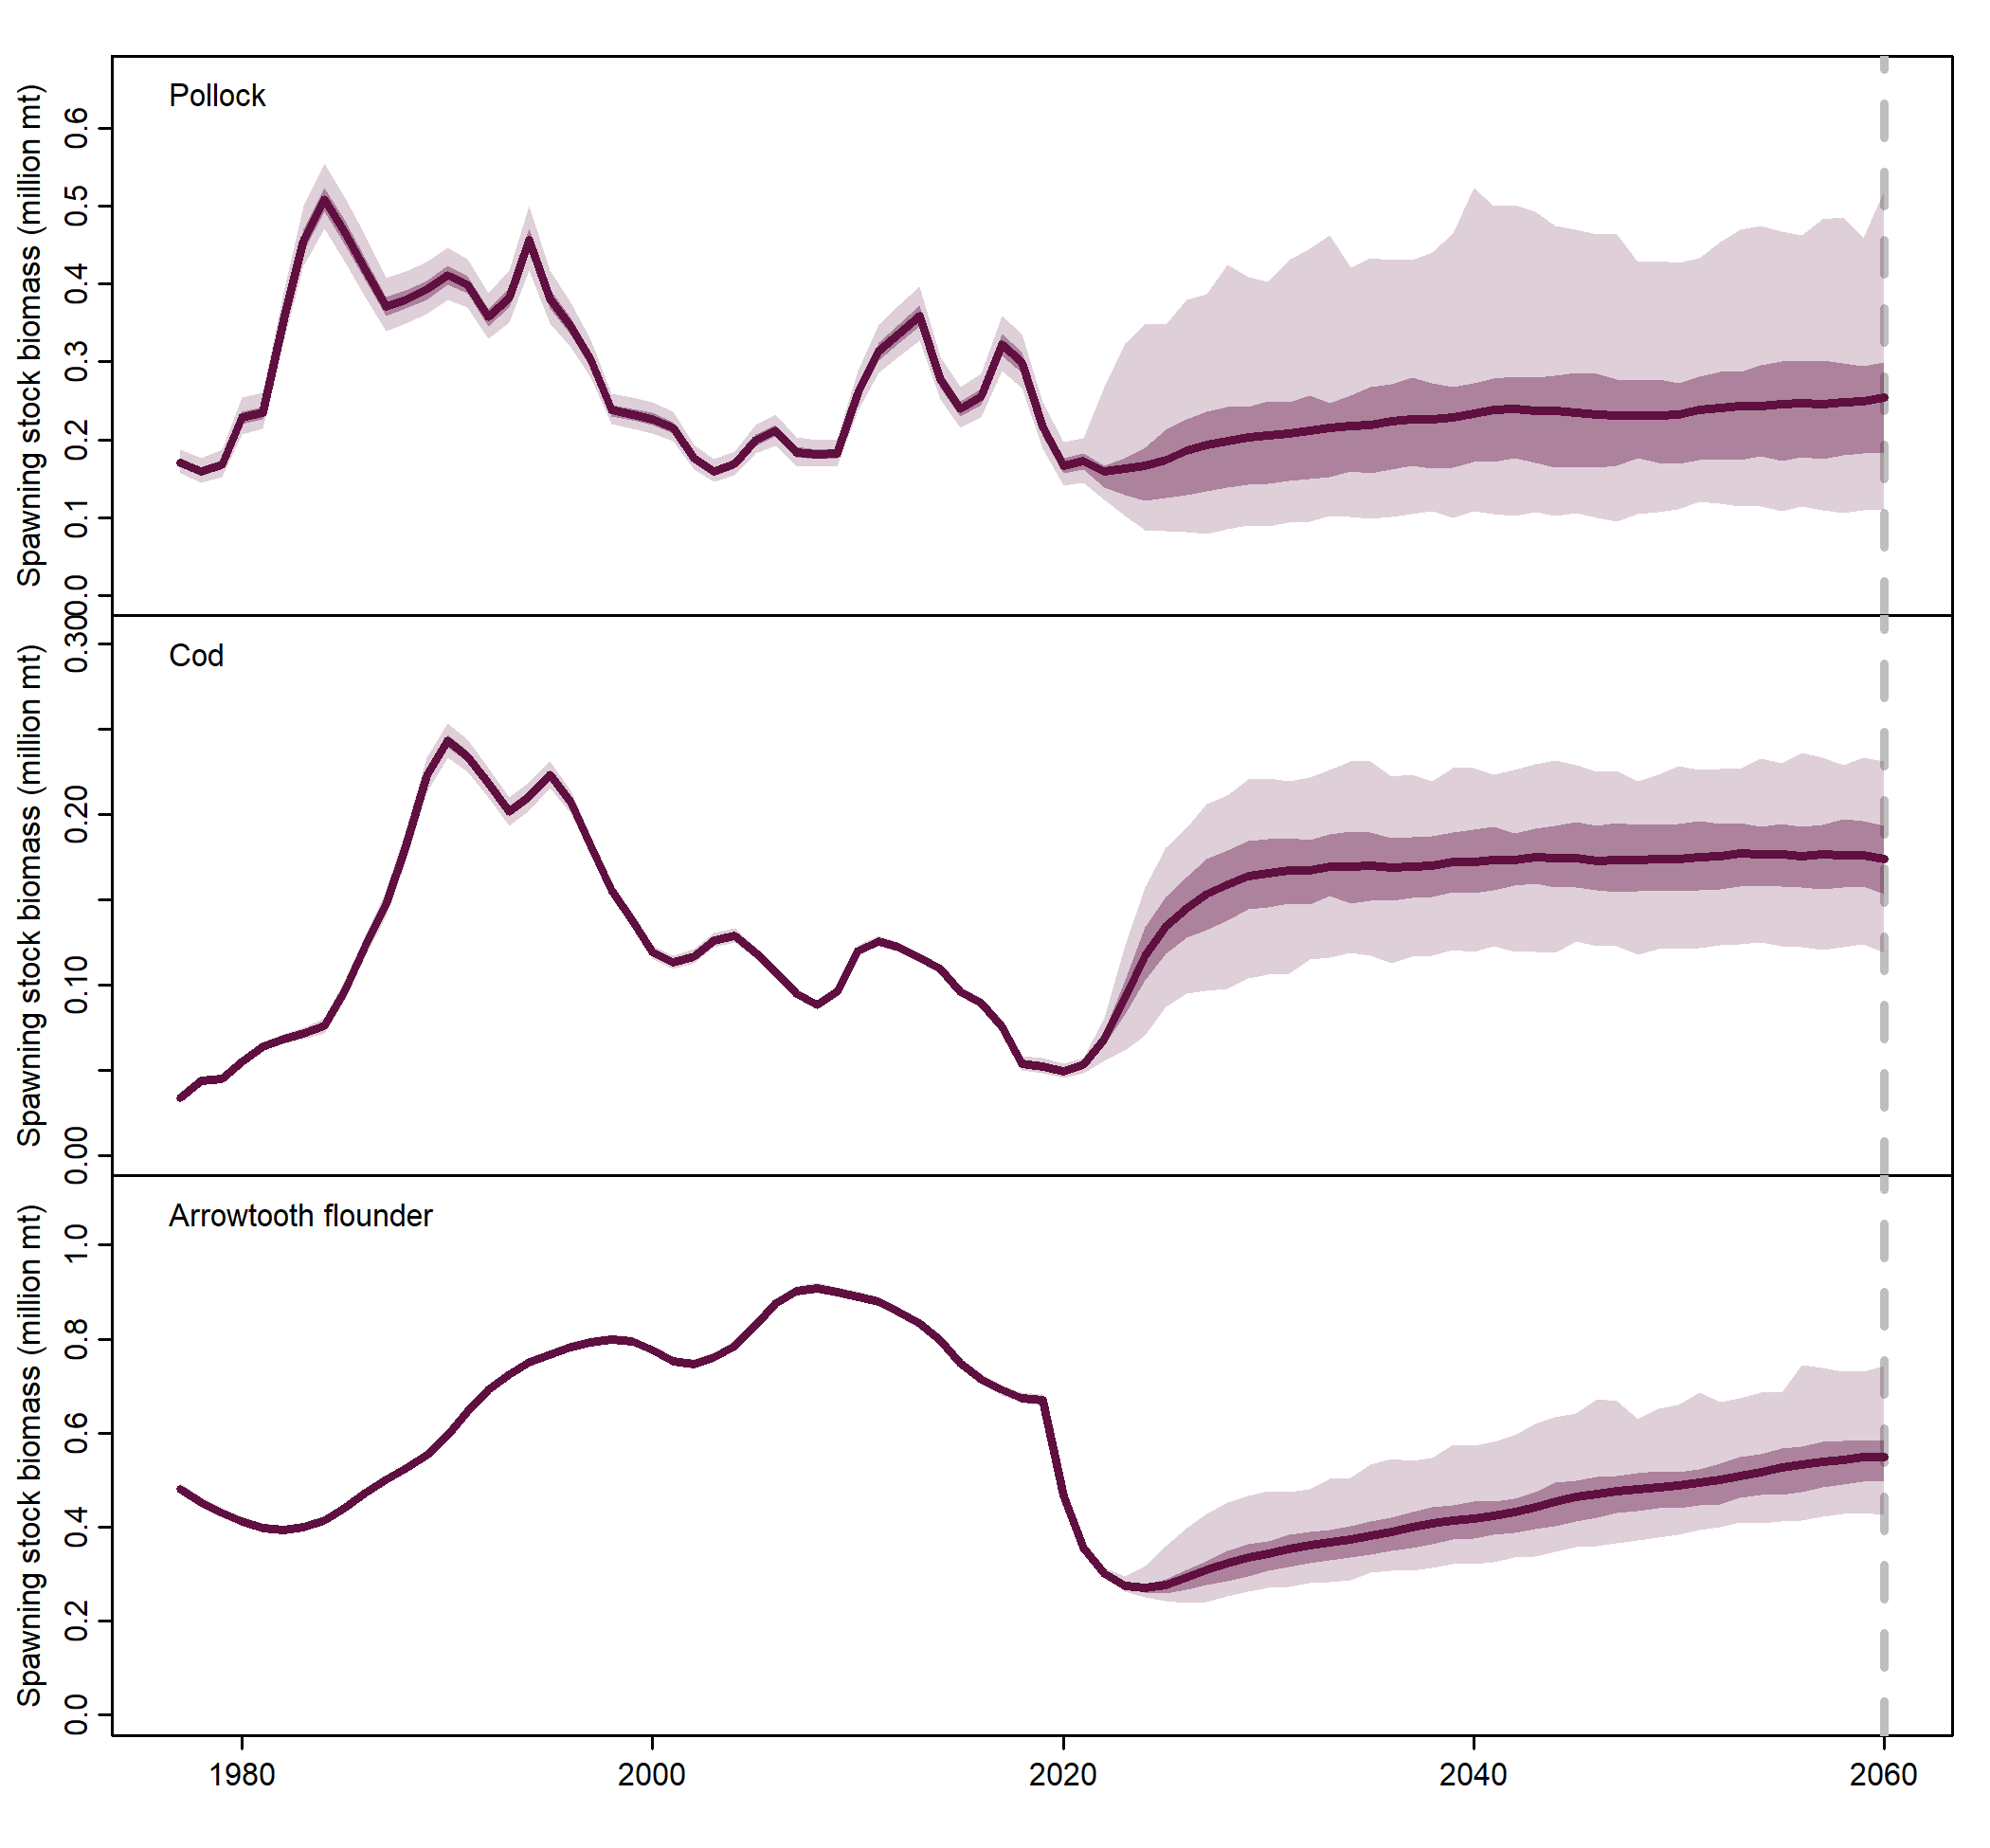 Pollock
Spawning stock biomass (million mt)
0.6
0.5
0.4
0.3
0.2
0.1
0.0
Cod
Spawning stock biomass (million mt)
0.30
0.20
0.10
0.00
Arrowtooth flounder
Spawning stock biomass (million mt)
1.0
0.8
0.6
0.4
0.2
0.0
1980 2000 2020 2040 2060